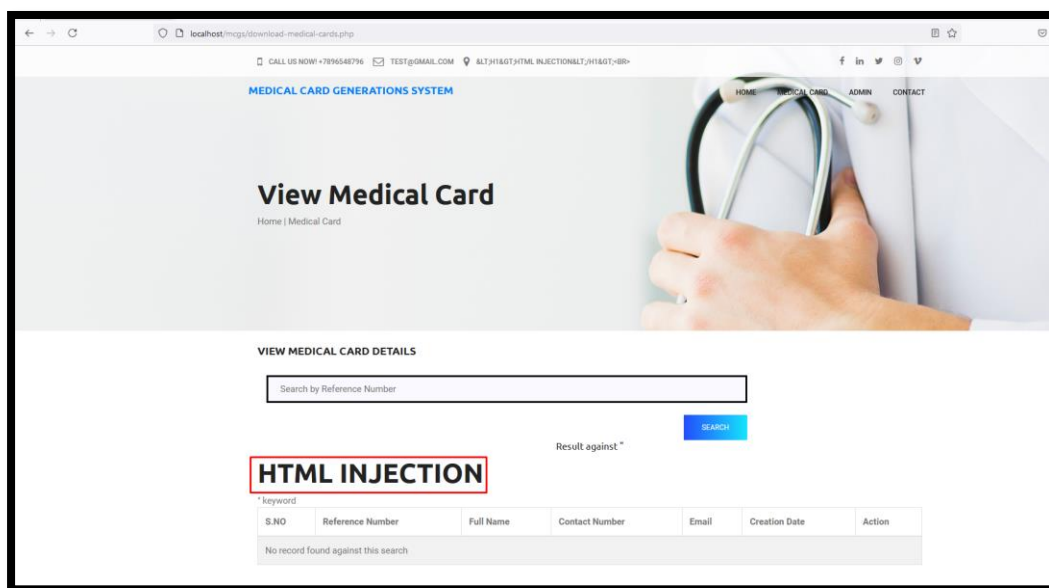 localhost/mcgs/download-medical-cards.php
CALL US NOW! +7896548796 TEST@GMAIL.COM &LT;H1&GT;HTML INJECTION&LT;/H1&GT;<BR>
MEDICAL CARD GENERATIONS SYSTEM HOME MEDICAL CARD ADMIN CONTACT
View Medical Card
Home | Medical Card
VIEW MEDICAL CARD DETAILS
Search by Reference Number
SEARCH
Result against "
HTML INJECTION
" keyword
S.NO Reference Number Full Name Contact Number Email Creation Date Action
No record found against this search